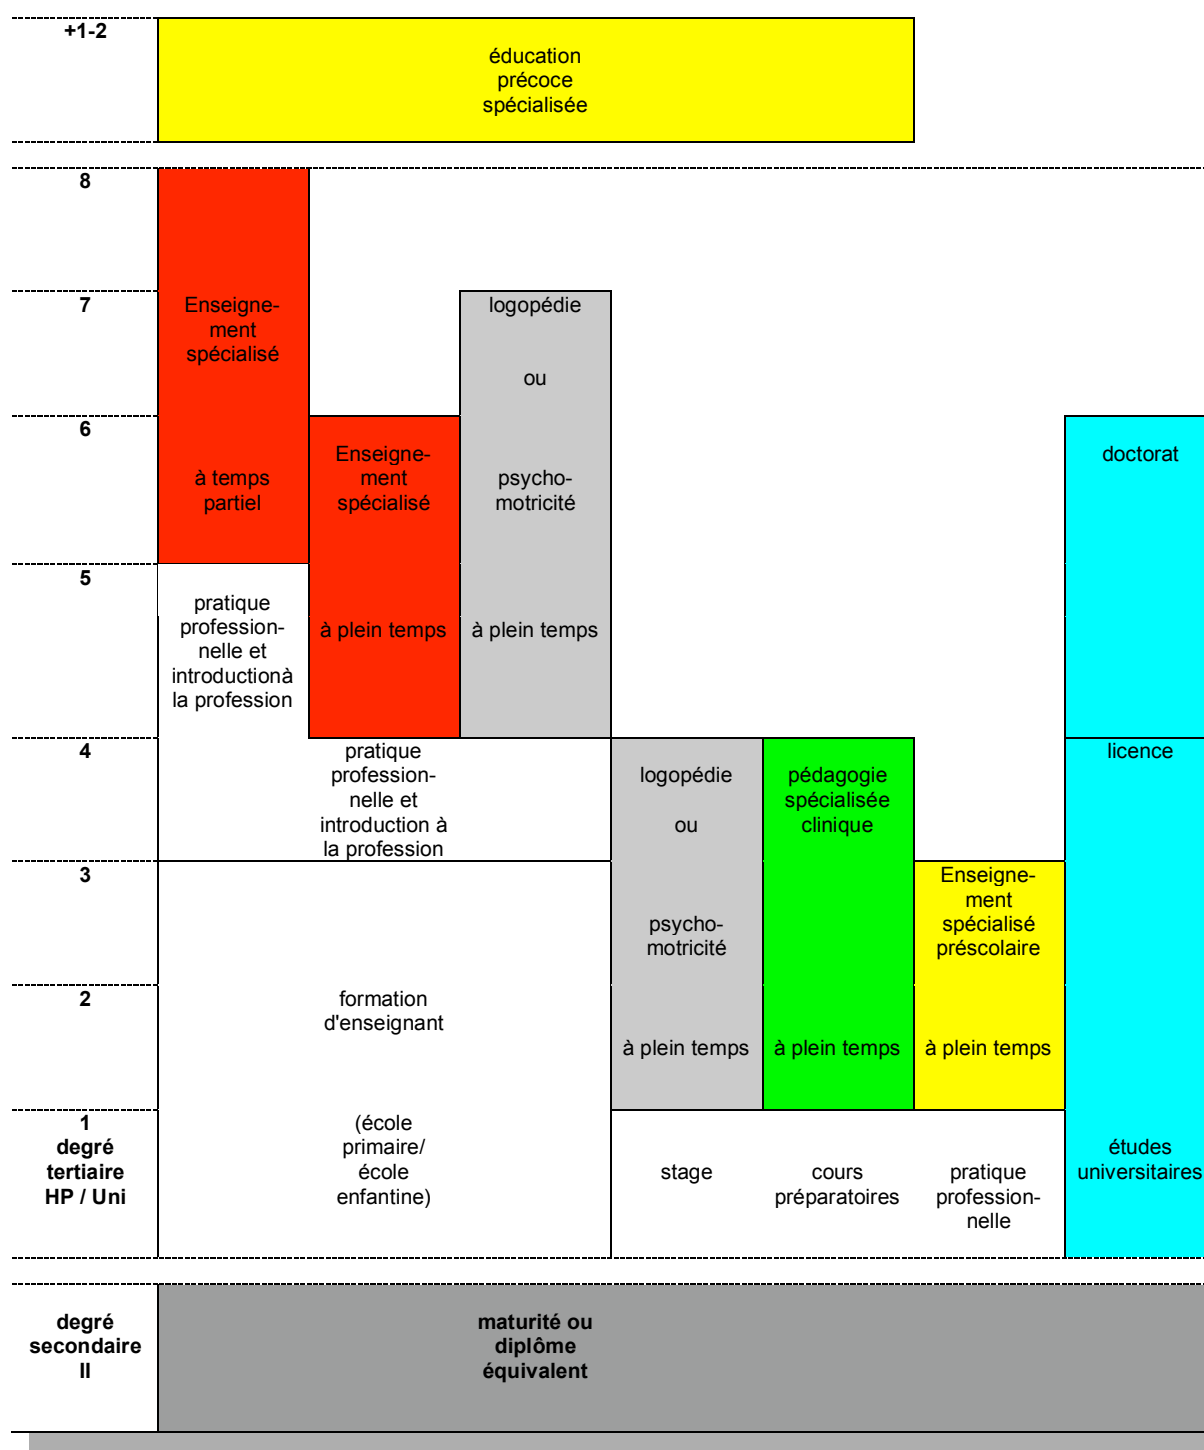 +1-2
éducation
précoce
spécialisée
8
7
Enseigne-
ment
spécialisé
logopédie
ou
6
à temps
partiel
Enseigne-
ment
spécialisé
psycho-
motricité
doctorat
5
pratique
profession-
nelle et
introductionà
la profession
à plein temps
à plein temps
4
pratique
profession-
nelle et
introduction à
la profession
logopédie
ou
pédagogie
spécialisée
clinique
licence
3
psycho-
motricité
Enseigne-
ment
spécialisé
préscolaire
2
formation
d'enseignant
à plein temps
à plein temps
à plein temps
1
degré
tertiaire
HP / Uni
(école
primaire/
école
enfantine)
stage
cours
préparatoires
pratique
profession-
nelle
études
universitaires
degré
secondaire
II
maturité ou
diplôme
équivalent